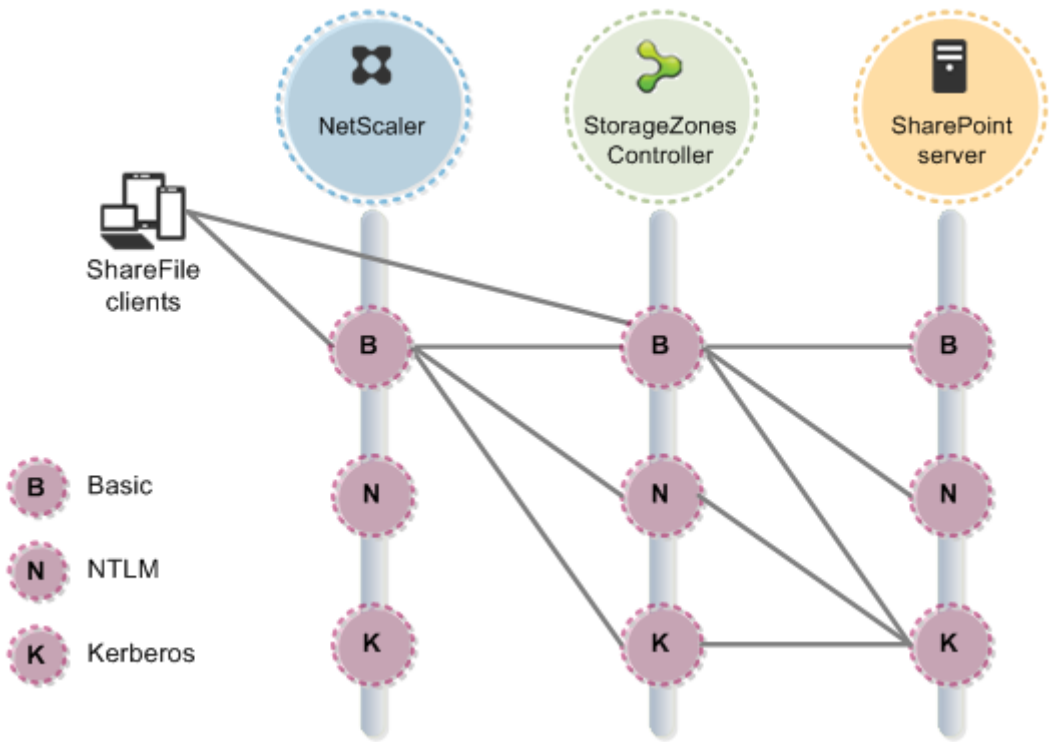 NetScaler
StorageZones
Controller
SharePoint
server
ShareFile
clients
B
B
B
B
Basic
N
N
N
N
NTLM
K
K
K
K
Kerberos